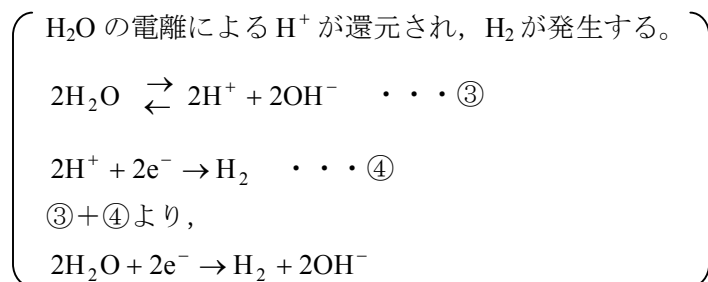 H₂O の電離による H⁺ が還元され，H₂ が発生する。
2H₂O ⇄ 2H⁺ + 2OH⁻ ・・・③
2H⁺ + 2e⁻ → H₂ ・・・④
③＋④より，
2H₂O + 2e⁻ → H₂ + 2OH⁻